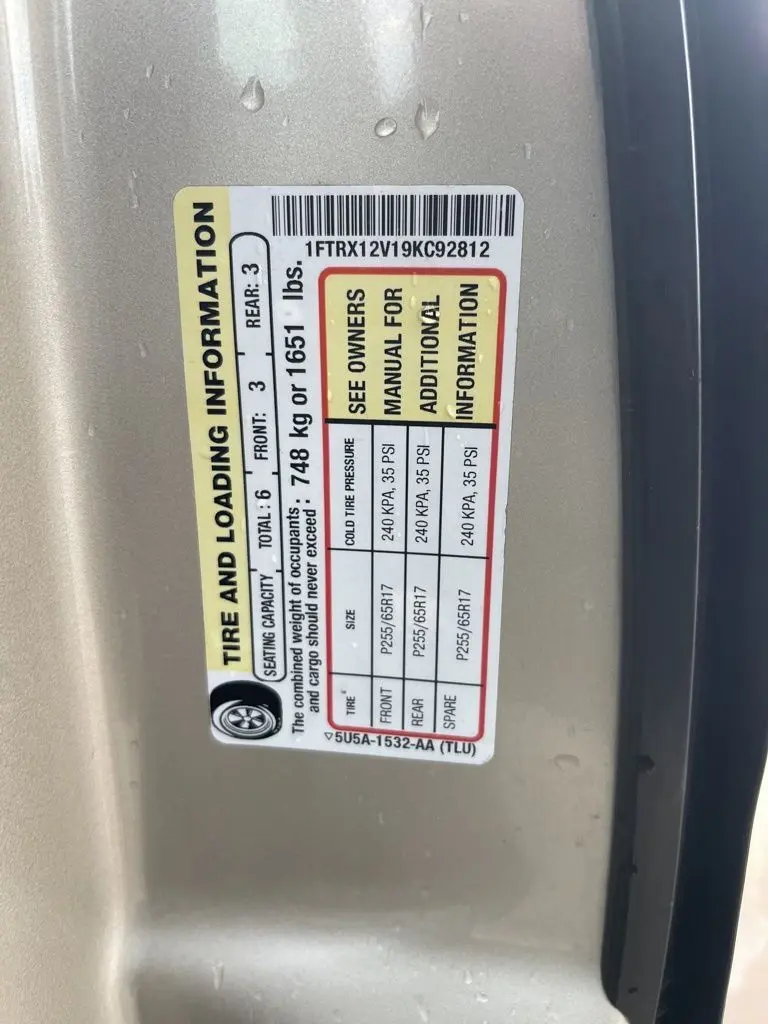 TIRE AND LOADING INFORMATION
SEATING CAPACITY TOTAL: 6 FRONT: 3 REAR: 3
The combined weight of occupants and cargo should never exceed: 748 kg or 1651 lbs.
TIRE SIZE COLD TIRE PRESSURE
FRONT P255/65R17 240 KPA, 35 PSI
REAR P255/65R17 240 KPA, 35 PSI
SPARE P255/65R17 240 KPA, 35 PSI
SEE OWNERS
MANUAL FOR
ADDITIONAL
INFORMATION
▽5U5A-1532-AA (TLU)
1FTRX12V19KC92812